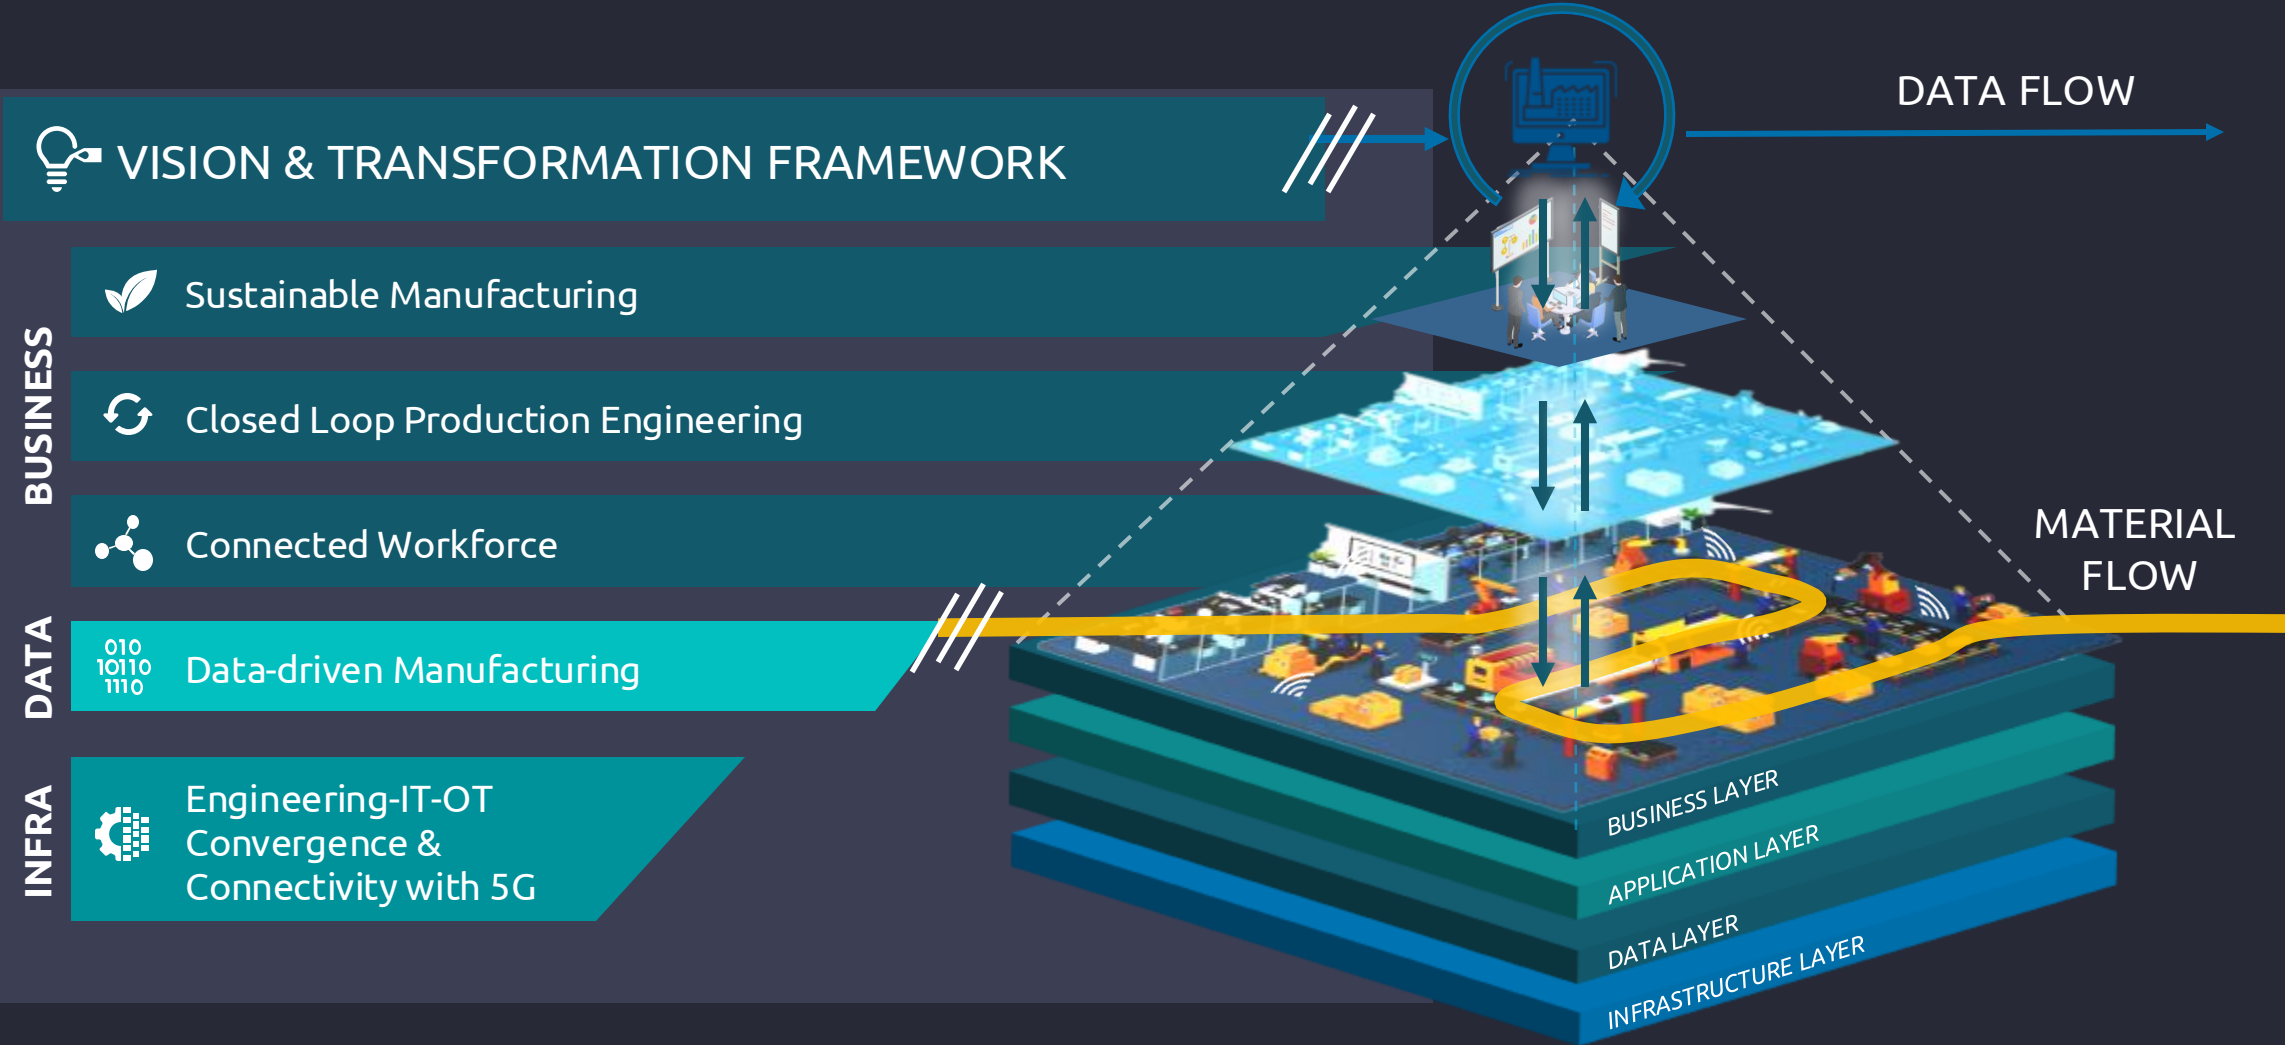 DATA FLOW
VISION & TRANSFORMATION FRAMEWORK
BUSINESS
Sustainable Manufacturing
Closed Loop Production Engineering
Connected Workforce
MATERIAL
FLOW
DATA
010
10110
1110
Data-driven Manufacturing
INFRA
Engineering-IT-OT
Convergence &
Connectivity with 5G
BUSINESS LAYER
APPLICATION LAYER
DATA LAYER
INFRASTRUCTURE LAYER